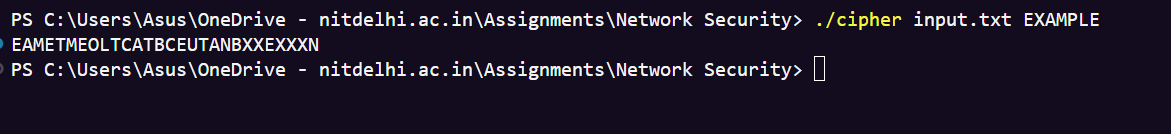 PS C:\Users\Asus\OneDrive - nitdelhi.ac.in\Assignments\Network Security> ./cipher input.txt EXAMPLE
EAMETMEOLTCATBCEUTANBXXEXXXN
PS C:\Users\Asus\OneDrive - nitdelhi.ac.in\Assignments\Network Security>